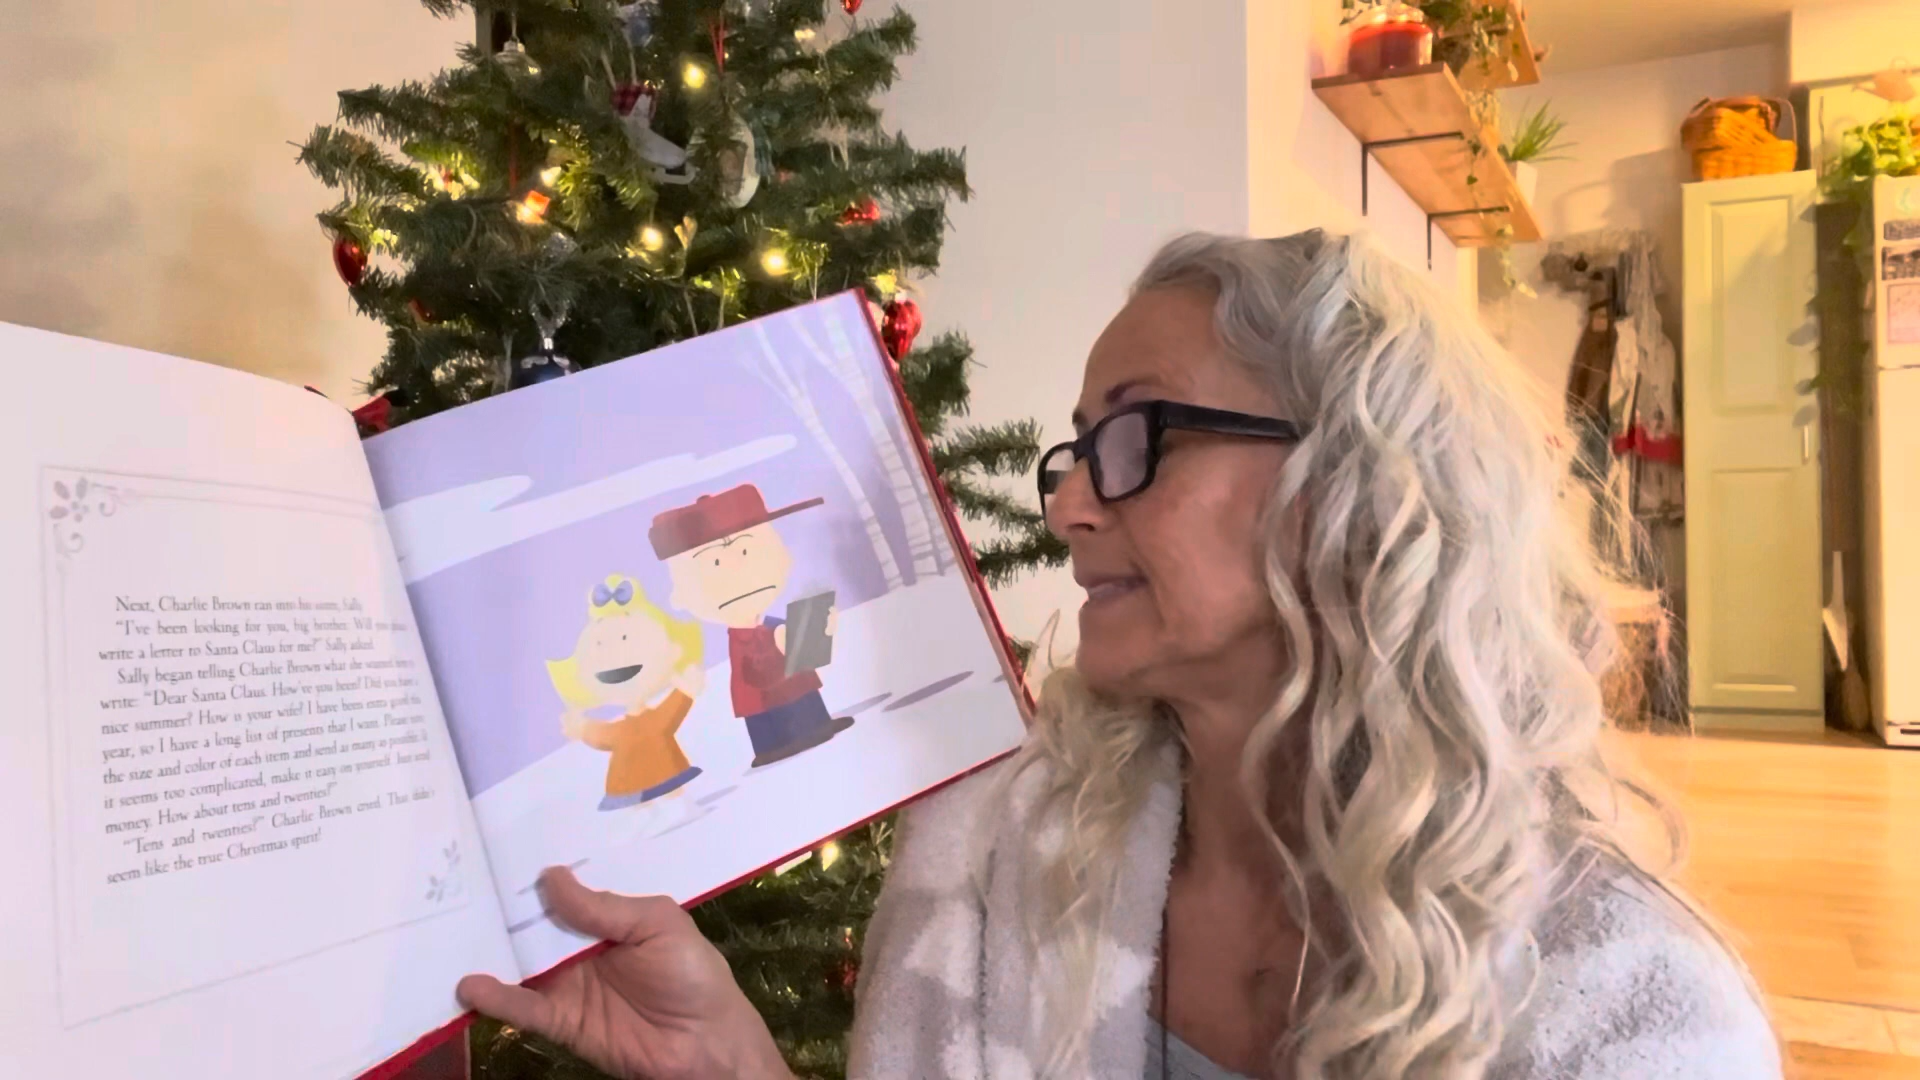 Next, Charlie Brown ran into his sister, Sally.
"I've been looking for you, big brother. Will you please
write a letter to Santa Claus for me?" Sally asked.
Sally began telling Charlie Brown what she wanted him to
write: "Dear Santa Claus. How've you been? Did you have a
nice summer? How is your wife? I have been extra good this
year, so I have a long list of presents that I want. Please note
the size and color of each item and send as many as possible. If
it seems too complicated, make it easy on yourself. Just send
money. How about tens and twenties?"
"Tens and twenties?" Charlie Brown cried. That didn't
seem like the true Christmas spirit!